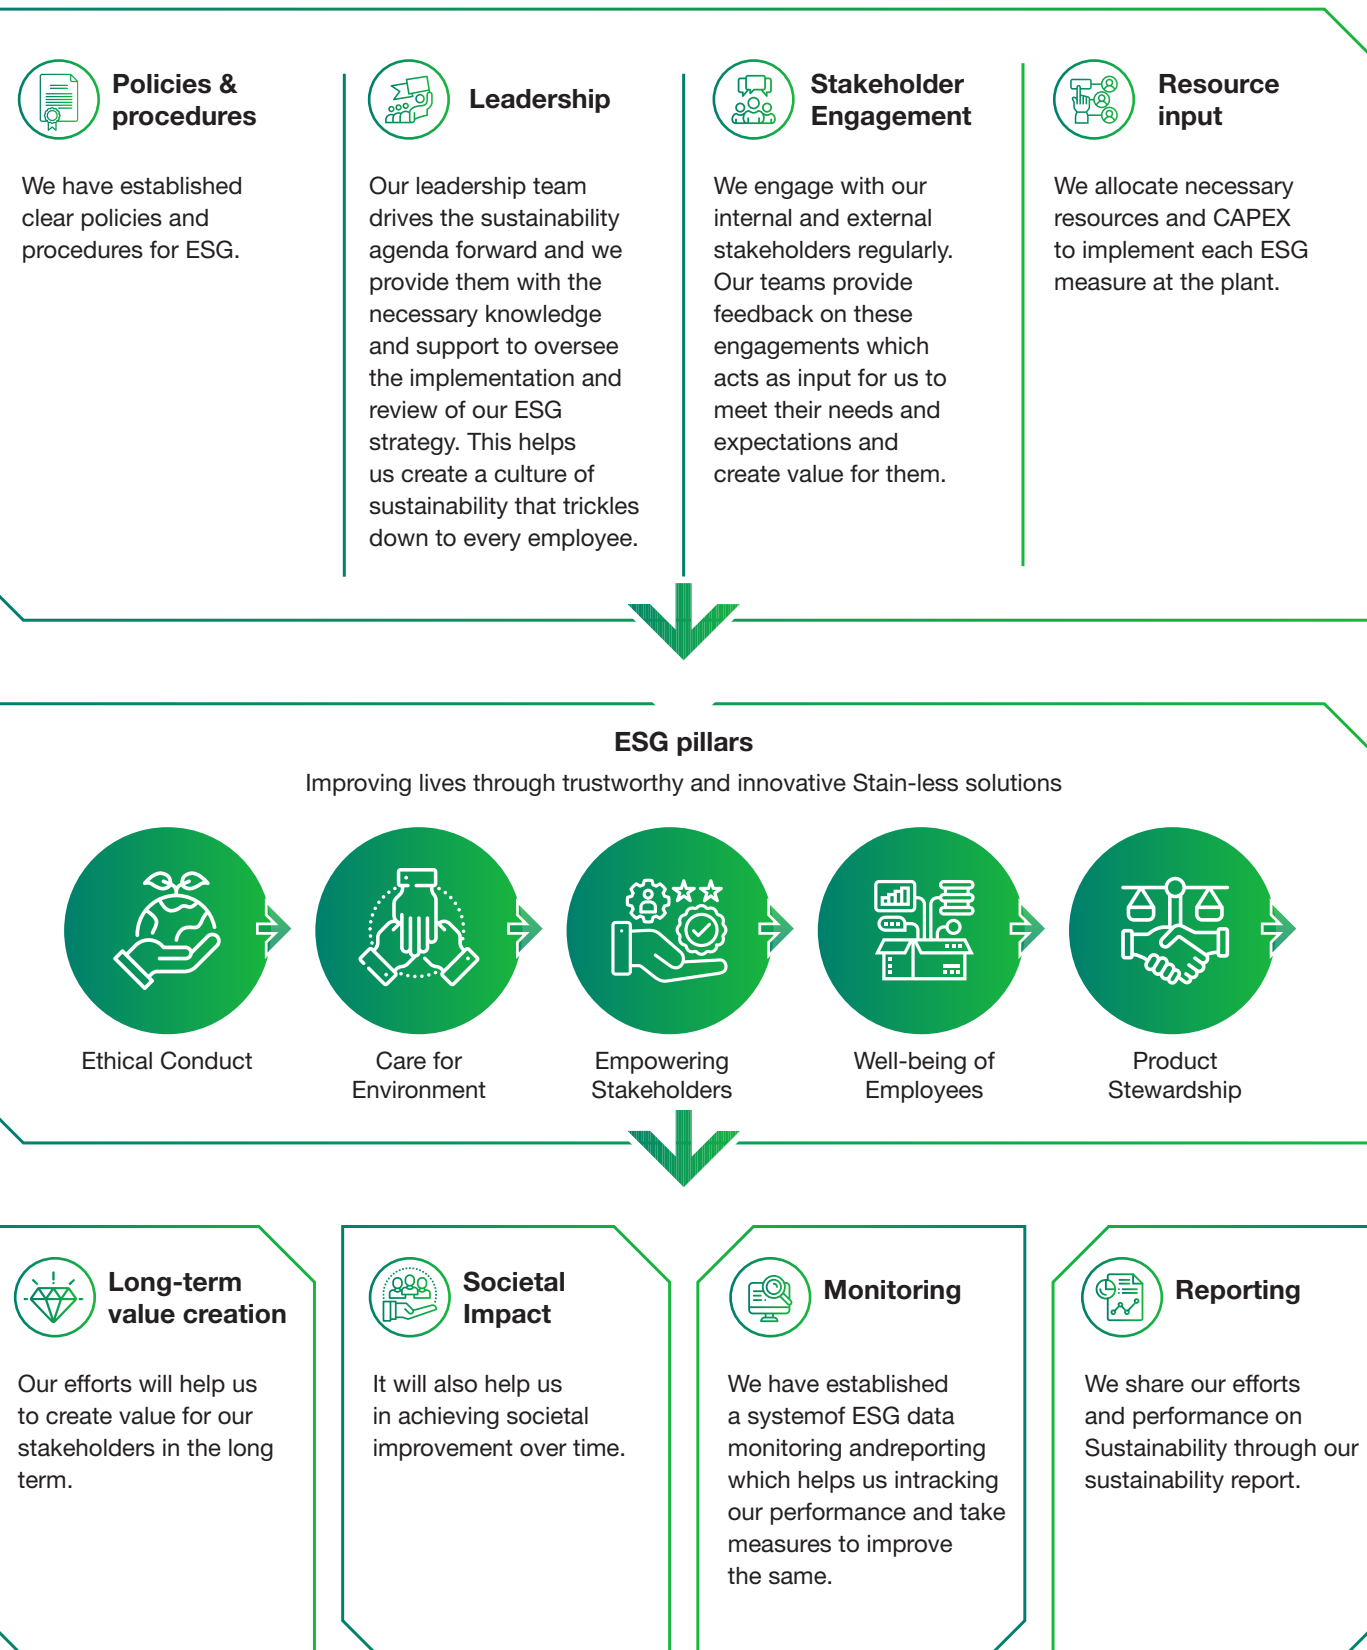 Policies &
procedures
We have established
clear policies and
procedures for ESG.
Leadership
Our leadership team
drives the sustainability
agenda forward and we
provide them with the
necessary knowledge
and support to oversee
the implementation and
review of our ESG
strategy. This helps
us create a culture of
sustainability that trickles
down to every employee.
Stakeholder
Engagement
We engage with our
internal and external
stakeholders regularly.
Our teams provide
feedback on these
engagements which
acts as input for us to
meet their needs and
expectations and
create value for them.
Resource
input
We allocate necessary
resources and CAPEX
to implement each ESG
measure at the plant.
ESG pillars
Improving lives through trustworthy and innovative Stain-less solutions
Ethical Conduct
Care for
Environment
Empowering
Stakeholders
Well-being of
Employees
Product
Stewardship
Long-term
value creation
Our efforts will help us
to create value for our
stakeholders in the long
term.
Societal
Impact
It will also help us
in achieving societal
improvement over time.
Monitoring
We have established
a systemof ESG data
monitoring andreporting
which helps us intracking
our performance and take
measures to improve
the same.
Reporting
We share our efforts
and performance on
Sustainability through our
sustainability report.